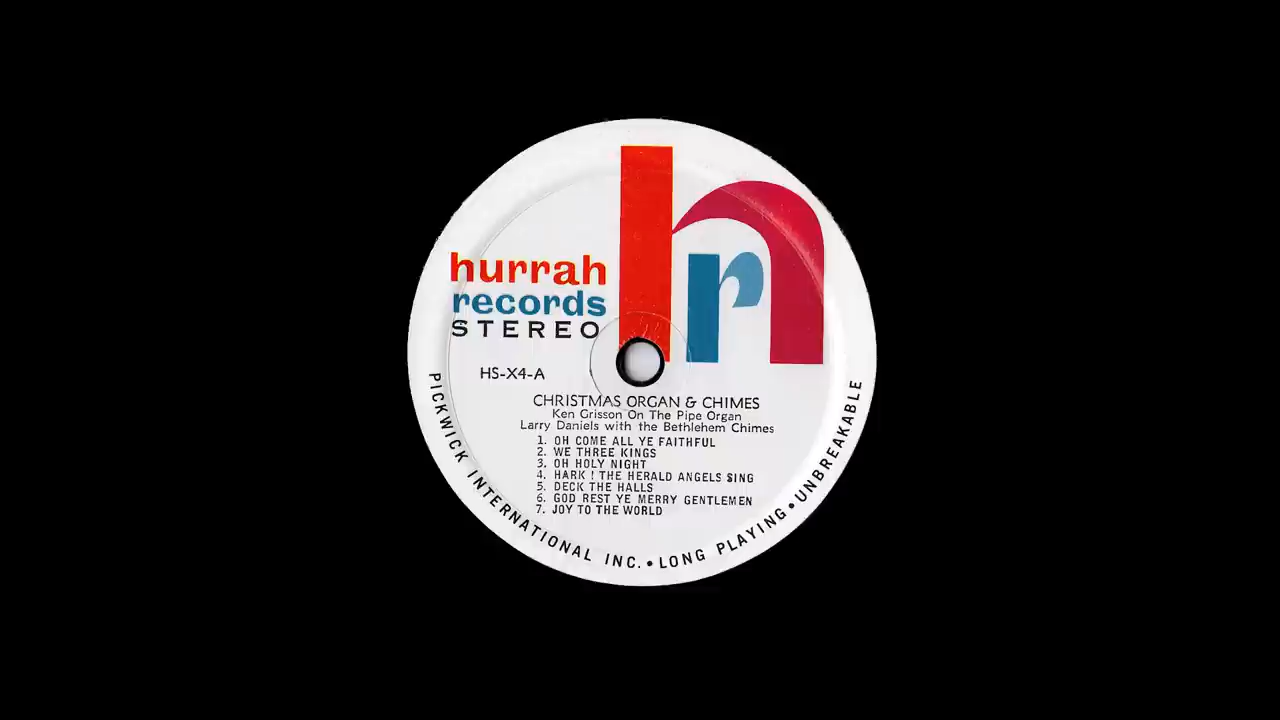 hr
hurrah
records
STEREO
HS-X4-A
CHRISTMAS ORGAN & CHIMES
Ken Grisson On The Pipe Organ
Larry Daniels with the Bethlehem Chimes
1. OH COME ALL YE FAITHFUL
2. WE THREE KINGS
3. OH HOLY NIGHT
4. HARK ! THE HERALD ANGELS SING
5. DECK THE HALLS
6. GOD REST YE MERRY GENTLEMEN
7. JOY TO THE WORLD
PICKWICK INTERNATIONAL INC. • LONG PLAYING • UNBREAKABLE